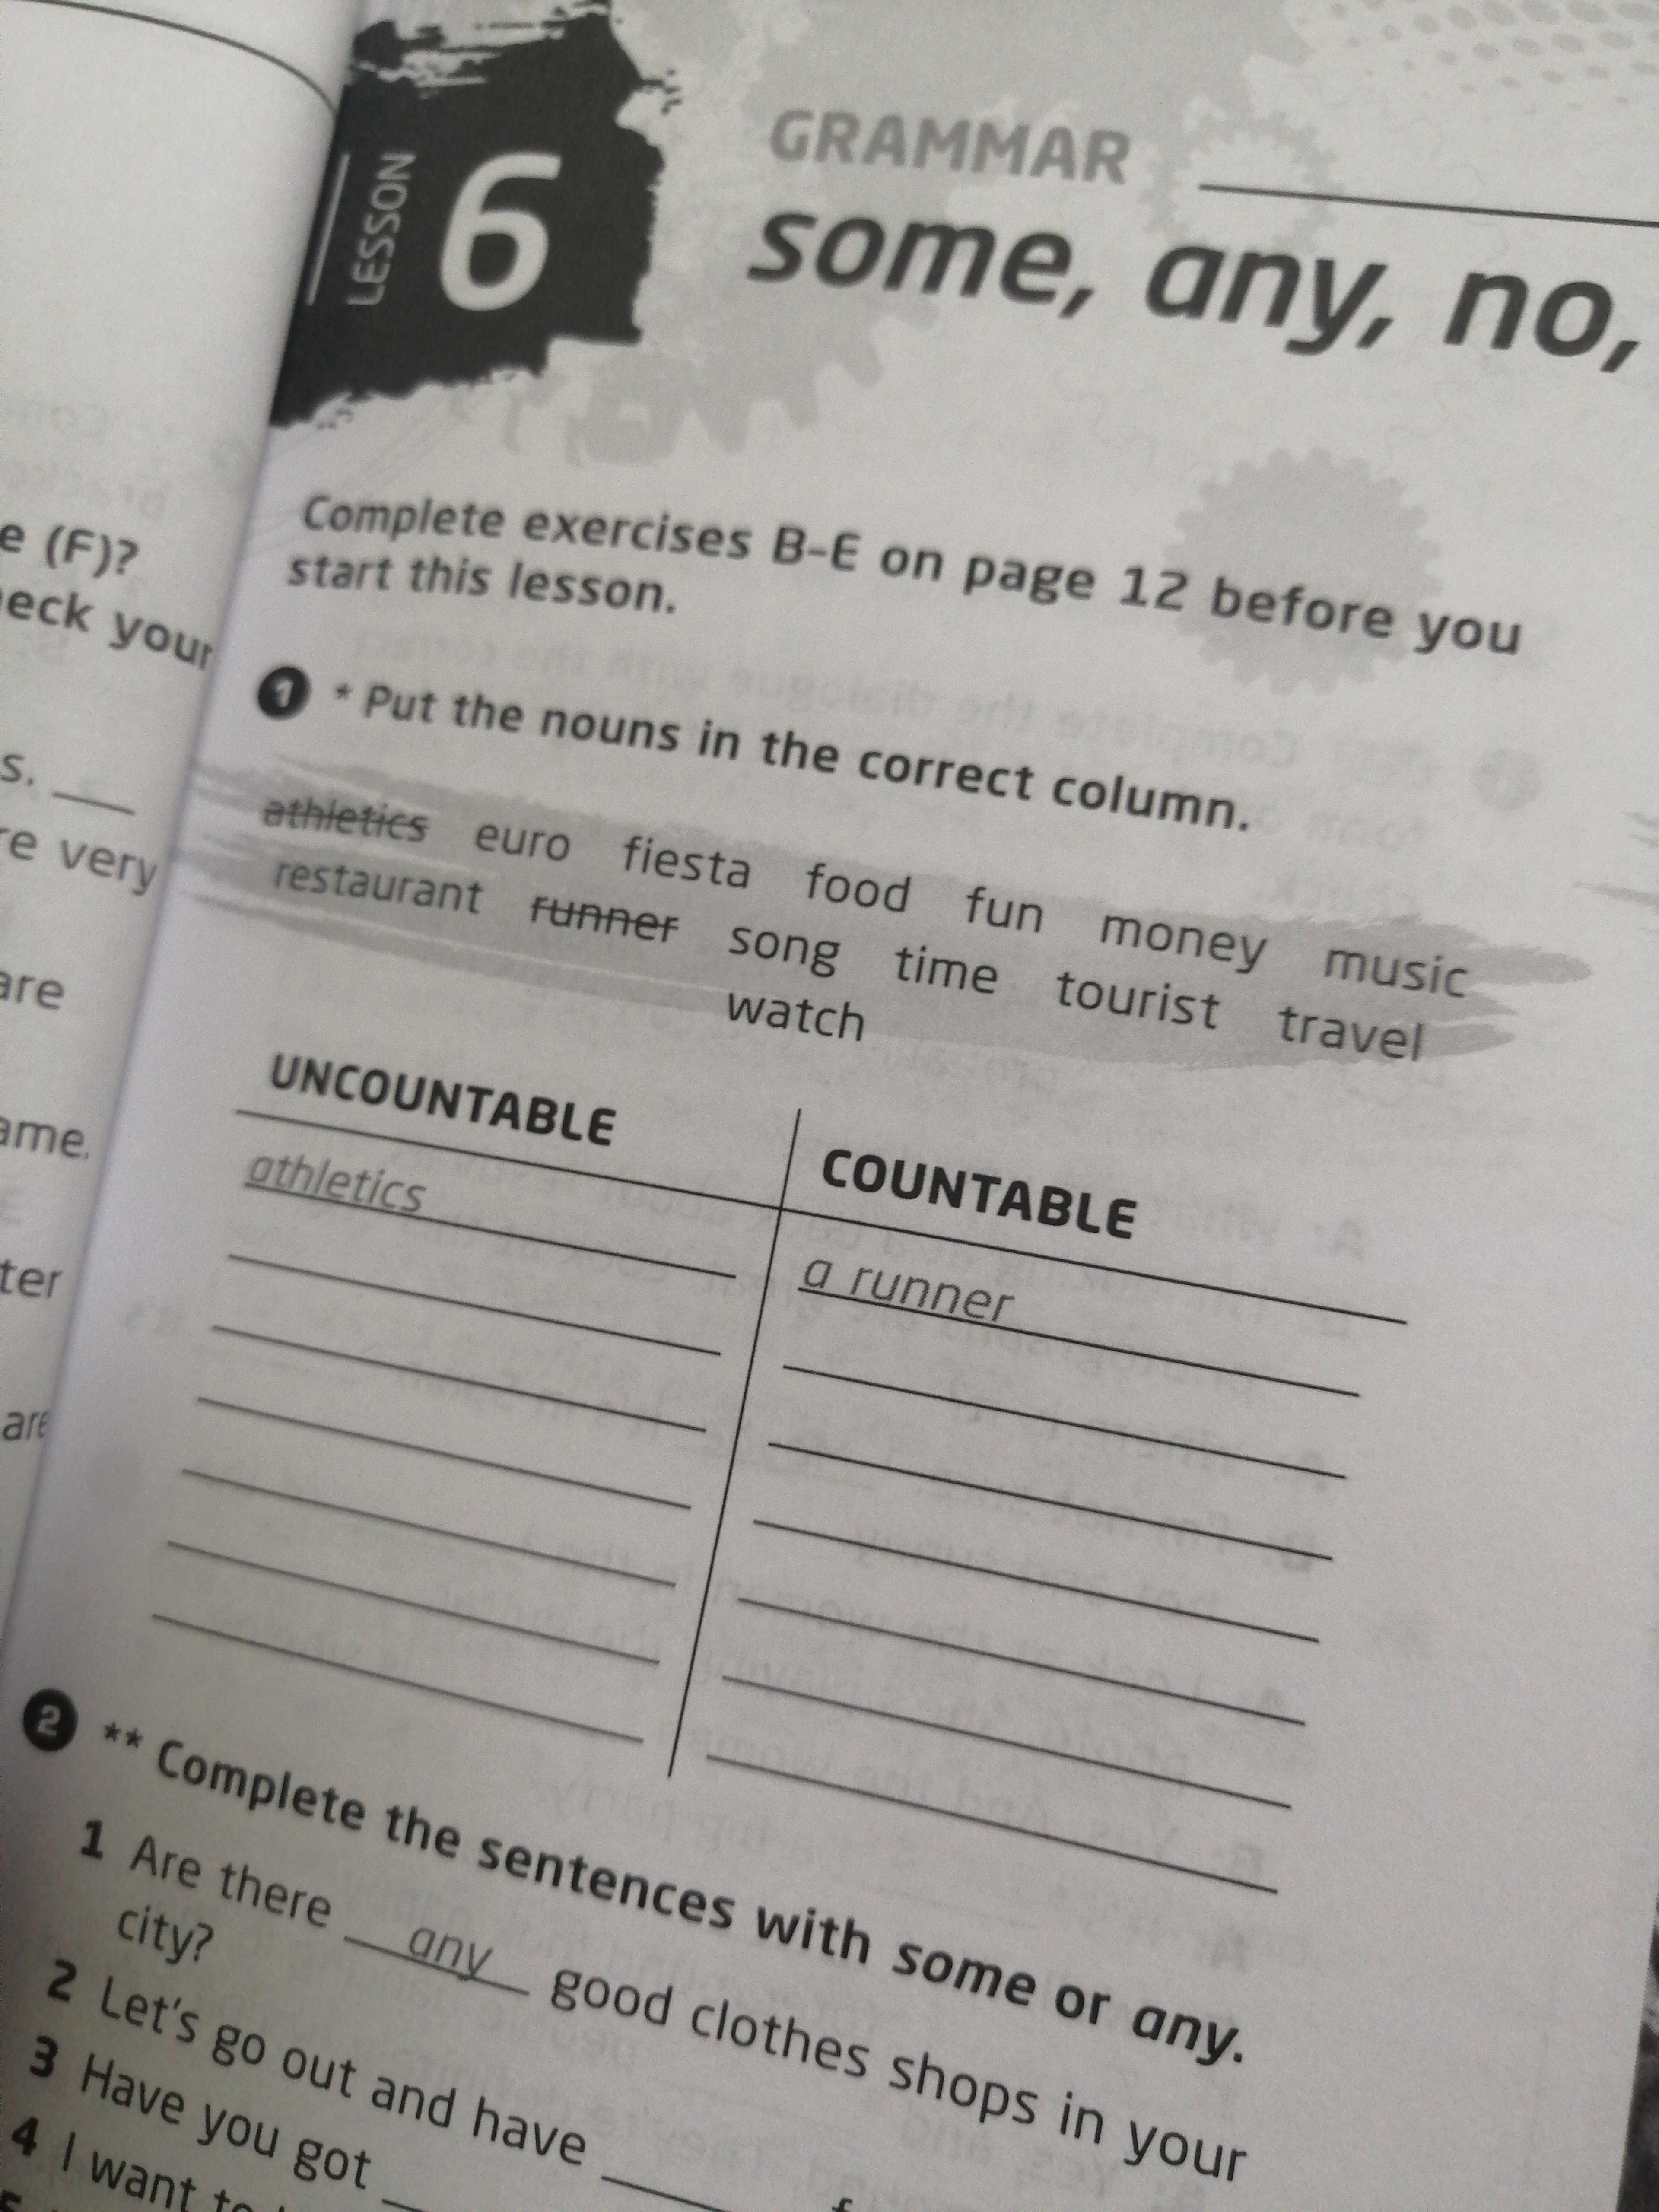 e (F)?
your
s.
very
are
ter
LESSON
6
GRAMMAR
some, any, no,
Complete exercises B–E on page 12 before you
start this lesson.
1 * Put the nouns in the correct column.
athletics euro fiesta food fun money music
restaurant runner song time tourist travel
watch
UNCOUNTABLE COUNTABLE
athletics a runner
2 ** Complete the sentences with some or any.
1 Are there any good clothes shops in your
city?
2 Let's go out and have
3 Have you got
4 I want to